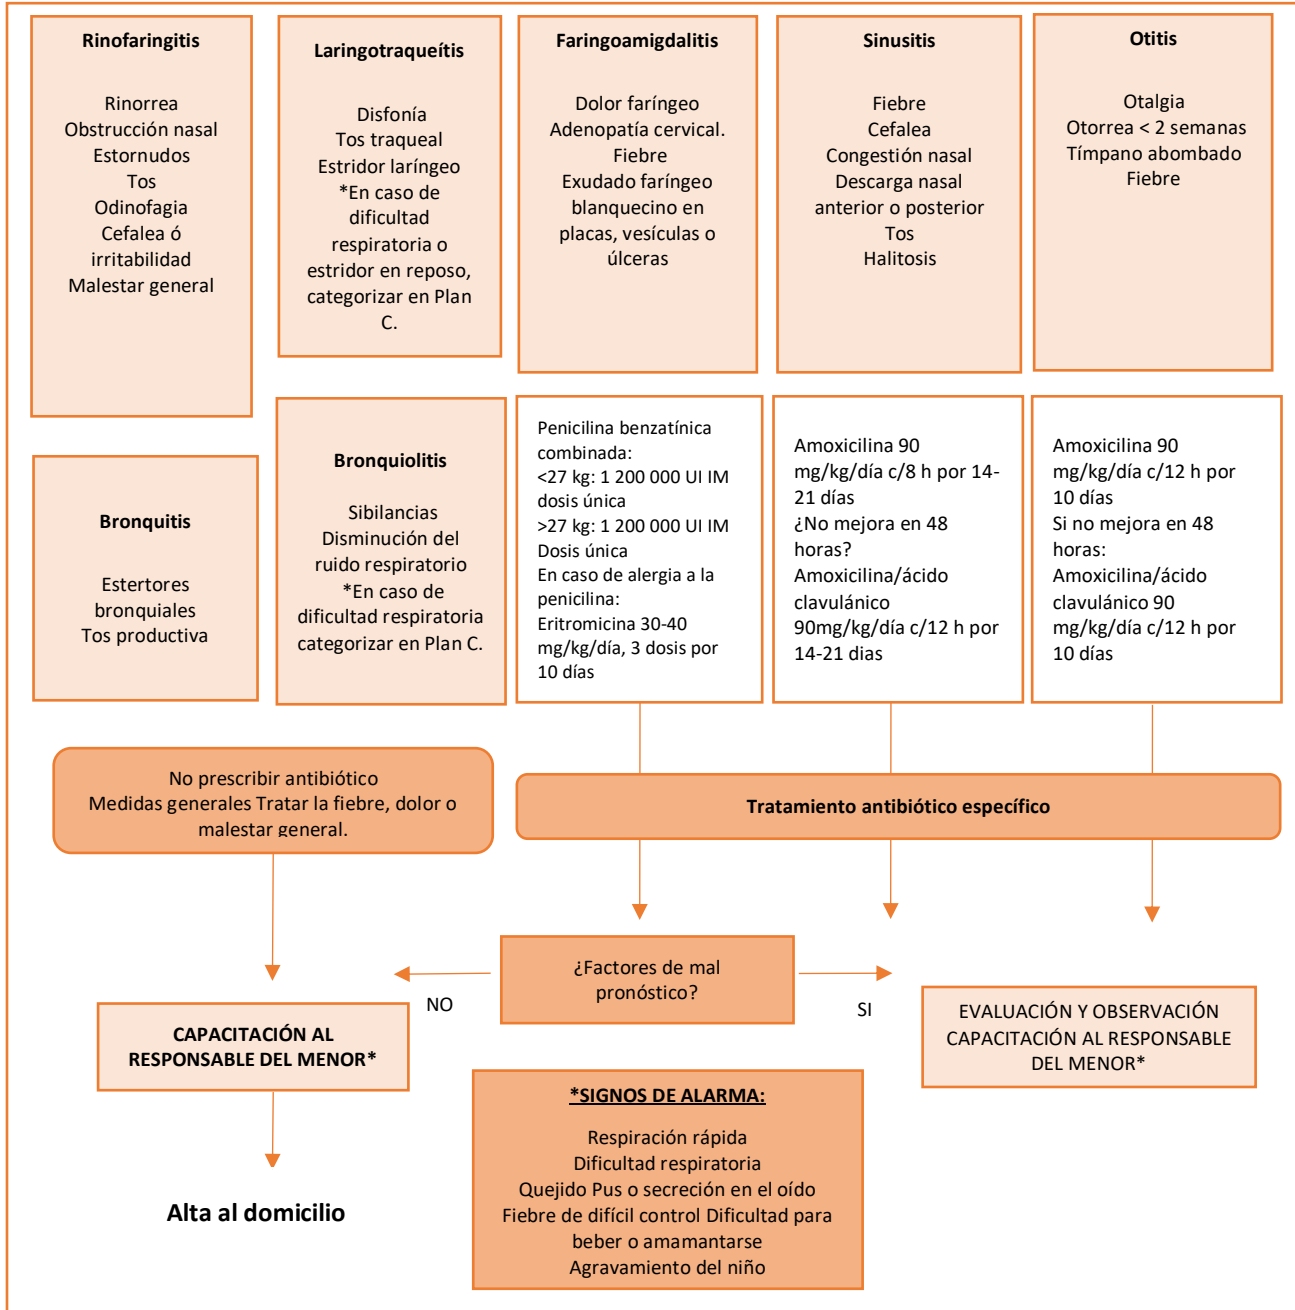 Rinofaringitis
Rinorrea
Obstrucción nasal
Estornudos
Tos
Odinofagia
Cefalea ó
irritabilidad
Malestar general
Laringotraqueítis
Disfonía
Tos traqueal
Estridor laríngeo
*En caso de
dificultad
respiratoria o
estridor en reposo,
categorizar en Plan
C.
Faringoamigdalitis
Dolor faríngeo
Adenopatía cervical.
Fiebre
Exudado faríngeo
blanquecino en
placas, vesículas o
úlceras
Sinusitis
Fiebre
Cefalea
Congestión nasal
Descarga nasal
anterior o posterior
Tos
Halitosis
Otitis
Otalgia
Otorrea < 2 semanas
Tímpano abombado
Fiebre
Bronquitis
Estertores
bronquiales
Tos productiva
Bronquiolitis
Sibilancias
Disminución del
ruido respiratorio
*En caso de
dificultad respiratoria
categorizar en Plan C.
Penicilina benzatínica
combinada:
<27 kg: 1 200 000 UI IM
dosis única
>27 kg: 1 200 000 UI IM
Dosis única
En caso de alergia a la
penicilina:
Eritromicina 30-40
mg/kg/día, 3 dosis por
10 días
Amoxicilina 90
mg/kg/día c/8 h por 14-
21 días
¿No mejora en 48
horas?
Amoxicilina/ácido
clavulánico
90mg/kg/día c/12 h por
14-21 dias
Amoxicilina 90
mg/kg/día c/12 h por
10 días
Si no mejora en 48
horas:
Amoxicilina/ácido
clavulánico 90
mg/kg/día c/12 h por
10 días
No prescribir antibiótico
Medidas generales Tratar la fiebre, dolor o
malestar general.
Tratamiento antibiótico específico
¿Factores de mal
pronóstico?
NO
SI
CAPACITACIÓN AL
RESPONSABLE DEL MENOR*
EVALUACIÓN Y OBSERVACIÓN
CAPACITACIÓN AL RESPONSABLE
DEL MENOR*
*SIGNOS DE ALARMA:
Respiración rápida
Dificultad respiratoria
Quejido Pus o secreción en el oído
Fiebre de difícil control Dificultad para
beber o amamantarse
Agravamiento del niño
Alta al domicilio